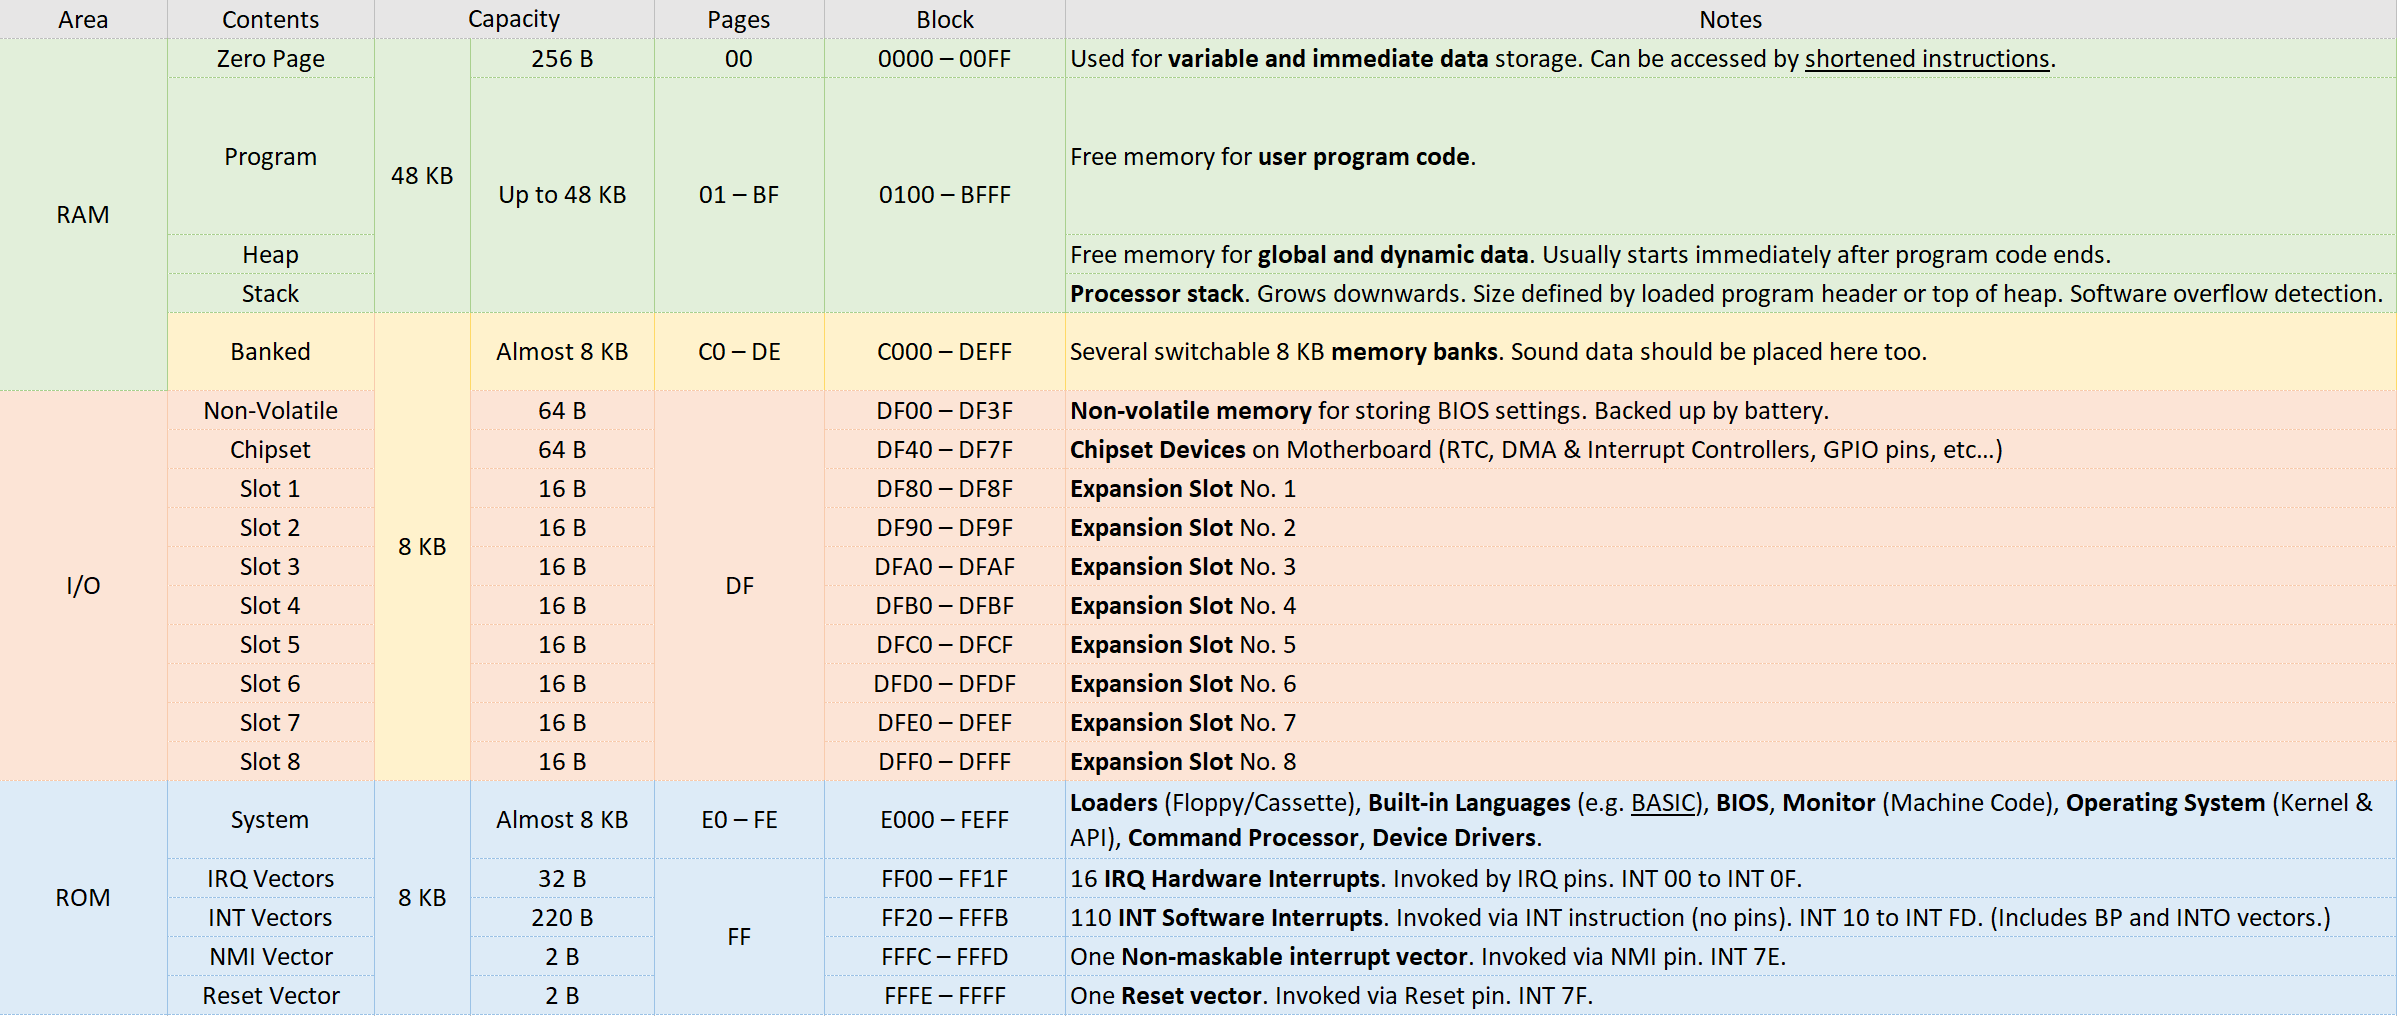 Area Contents Capacity Pages Block Notes
Zero Page 256 B 00 0000 – 00FF Used for variable and immediate data storage. Can be accessed by shortened instructions.
Program Free memory for user program code.
48 KB
Up to 48 KB 01 – BF 0100 – BFFF
RAM
Heap Free memory for global and dynamic data. Usually starts immediately after program code ends.
Stack Processor stack. Grows downwards. Size defined by loaded program header or top of heap. Software overflow detection.
Banked Almost 8 KB C0 – DE C000 – DEFF Several switchable 8 KB memory banks. Sound data should be placed here too.
Non-Volatile 64 B DF00 – DF3F Non-volatile memory for storing BIOS settings. Backed up by battery.
Chipset 64 B DF40 – DF7F Chipset Devices on Motherboard (RTC, DMA & Interrupt Controllers, GPIO pins, etc...)
Slot 1 16 B DF80 – DF8F Expansion Slot No. 1
Slot 2 16 B DF90 – DF9F Expansion Slot No. 2
8 KB
Slot 3 16 B DFA0 – DFAF Expansion Slot No. 3
I/O DF
Slot 4 16 B DFB0 – DFBF Expansion Slot No. 4
Slot 5 16 B DFC0 – DFCF Expansion Slot No. 5
Slot 6 16 B DFD0 – DFDF Expansion Slot No. 6
Slot 7 16 B DFE0 – DFEF Expansion Slot No. 7
Slot 8 16 B DFF0 – DFFF Expansion Slot No. 8
System Almost 8 KB E0 – FE E000 – FEFF Loaders (Floppy/Cassette), Built-in Languages (e.g. BASIC), BIOS, Monitor (Machine Code), Operating System (Kernel &
API), Command Processor, Device Drivers.
IRQ Vectors 32 B FF00 – FF1F 16 IRQ Hardware Interrupts. Invoked by IRQ pins. INT 00 to INT 0F.
ROM 8 KB
INT Vectors 220 B FF20 – FFFB 110 INT Software Interrupts. Invoked via INT instruction (no pins). INT 10 to INT FD. (Includes BP and INTO vectors.)
FF
NMI Vector 2 B FFFC – FFFD One Non-maskable interrupt vector. Invoked via NMI pin. INT 7E.
Reset Vector 2 B FFFE – FFFF One Reset vector. Invoked via Reset pin. INT 7F.